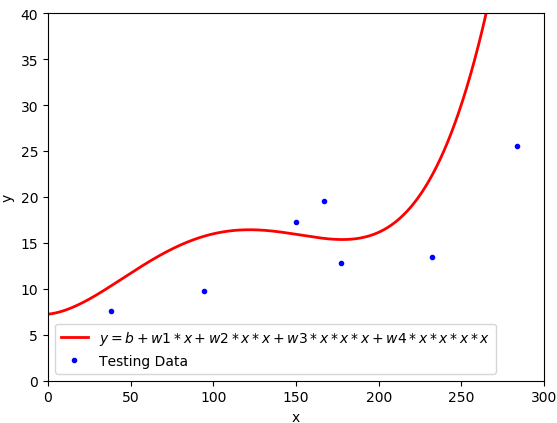 40
35
30
25
20
15
10
5
0
y
y = b + w1 * x + w2 * x * x + w3 * x * x * x + w4 * x * x * x * x
Testing Data
0 50 100 150 200 250 300
x